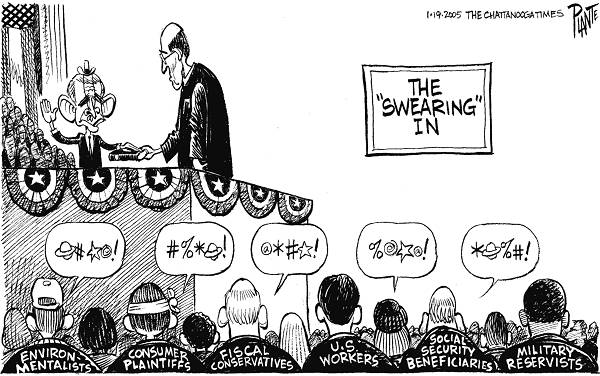 1-19-2005 THE CHATTANOOGA TIMES PLANTE
THE
"SWEARING"
IN
#☆@!
#%*!
@*#☆!
%@☆@!
*%#!
ENVIRON-
MENTALISTS
CONSUMER
PLAINTIFFS
FISCAL
CONSERVATIVES
U.S.
WORKERS
SOCIAL
SECURITY
BENEFICIARIES
MILITARY
RESERVISTS